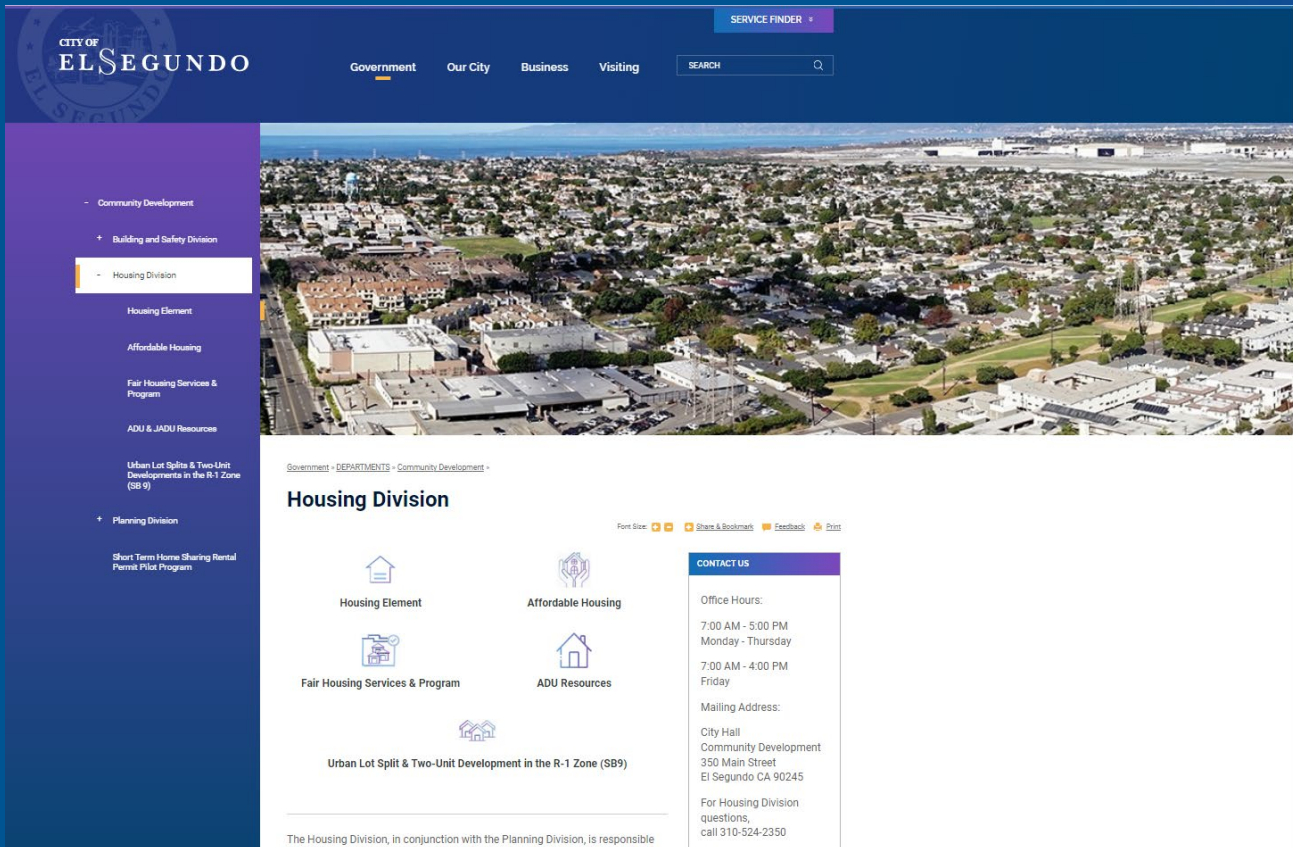 SERVICE FINDER
CITY OF
EL SEGUNDO
Government
Our City
Business
Visiting
SEARCH
EL SEGUNDO
- Community Development
+ Building and Safety Division
- Housing Division
Housing Element
Affordable Housing
Fair Housing Services &
Program
ADU & JADU Resources
Urban Lot Splits & Two-Unit
Developments in the R-1 Zone
(SB 9)
+ Planning Division
Short Term Home Sharing Rental
Permit Pilot Program
Government » DEPARTMENTS » Community Development »
Housing Division
Font Size: + - + Share & Bookmark Feedback Print
Housing Element
Affordable Housing
Fair Housing Services & Program
ADU Resources
Urban Lot Split & Two-Unit Development in the R-1 Zone (SB9)
The Housing Division, in conjunction with the Planning Division, is responsible
CONTACT US
Office Hours:
7:00 AM - 5:00 PM
Monday - Thursday
7:00 AM - 4:00 PM
Friday
Mailing Address:
City Hall
Community Development
350 Main Street
El Segundo CA 90245
For Housing Division
questions,
call 310-524-2350